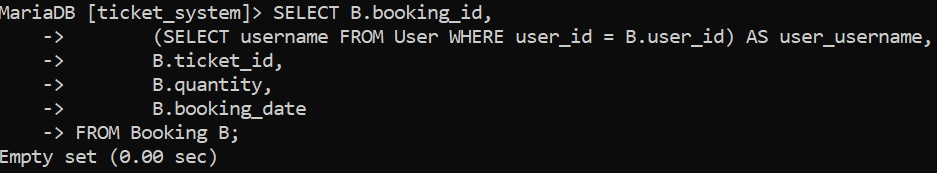 MariaDB [ticket_system]> SELECT B.booking_id,
    ->        (SELECT username FROM User WHERE user_id = B.user_id) AS user_username,
    ->        B.ticket_id,
    ->        B.quantity,
    ->        B.booking_date
    -> FROM Booking B;
Empty set (0.00 sec)